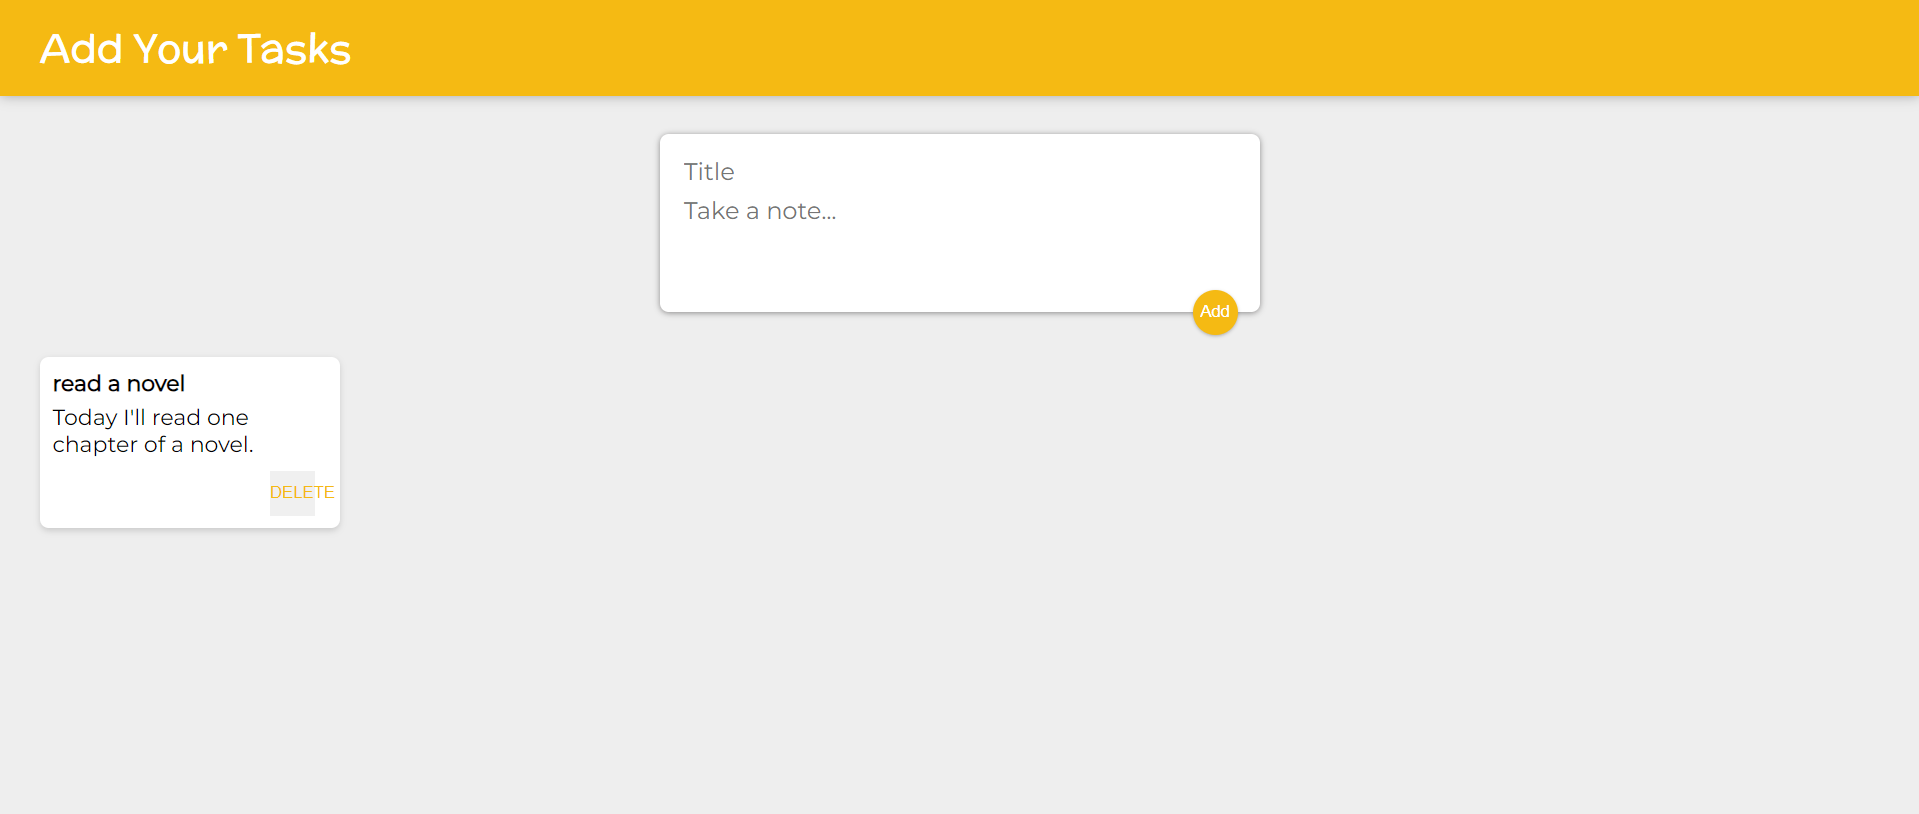 Add Your Tasks
Title
Take a note...
Add
read a novel
Today I'll read one
chapter of a novel.
DELETE